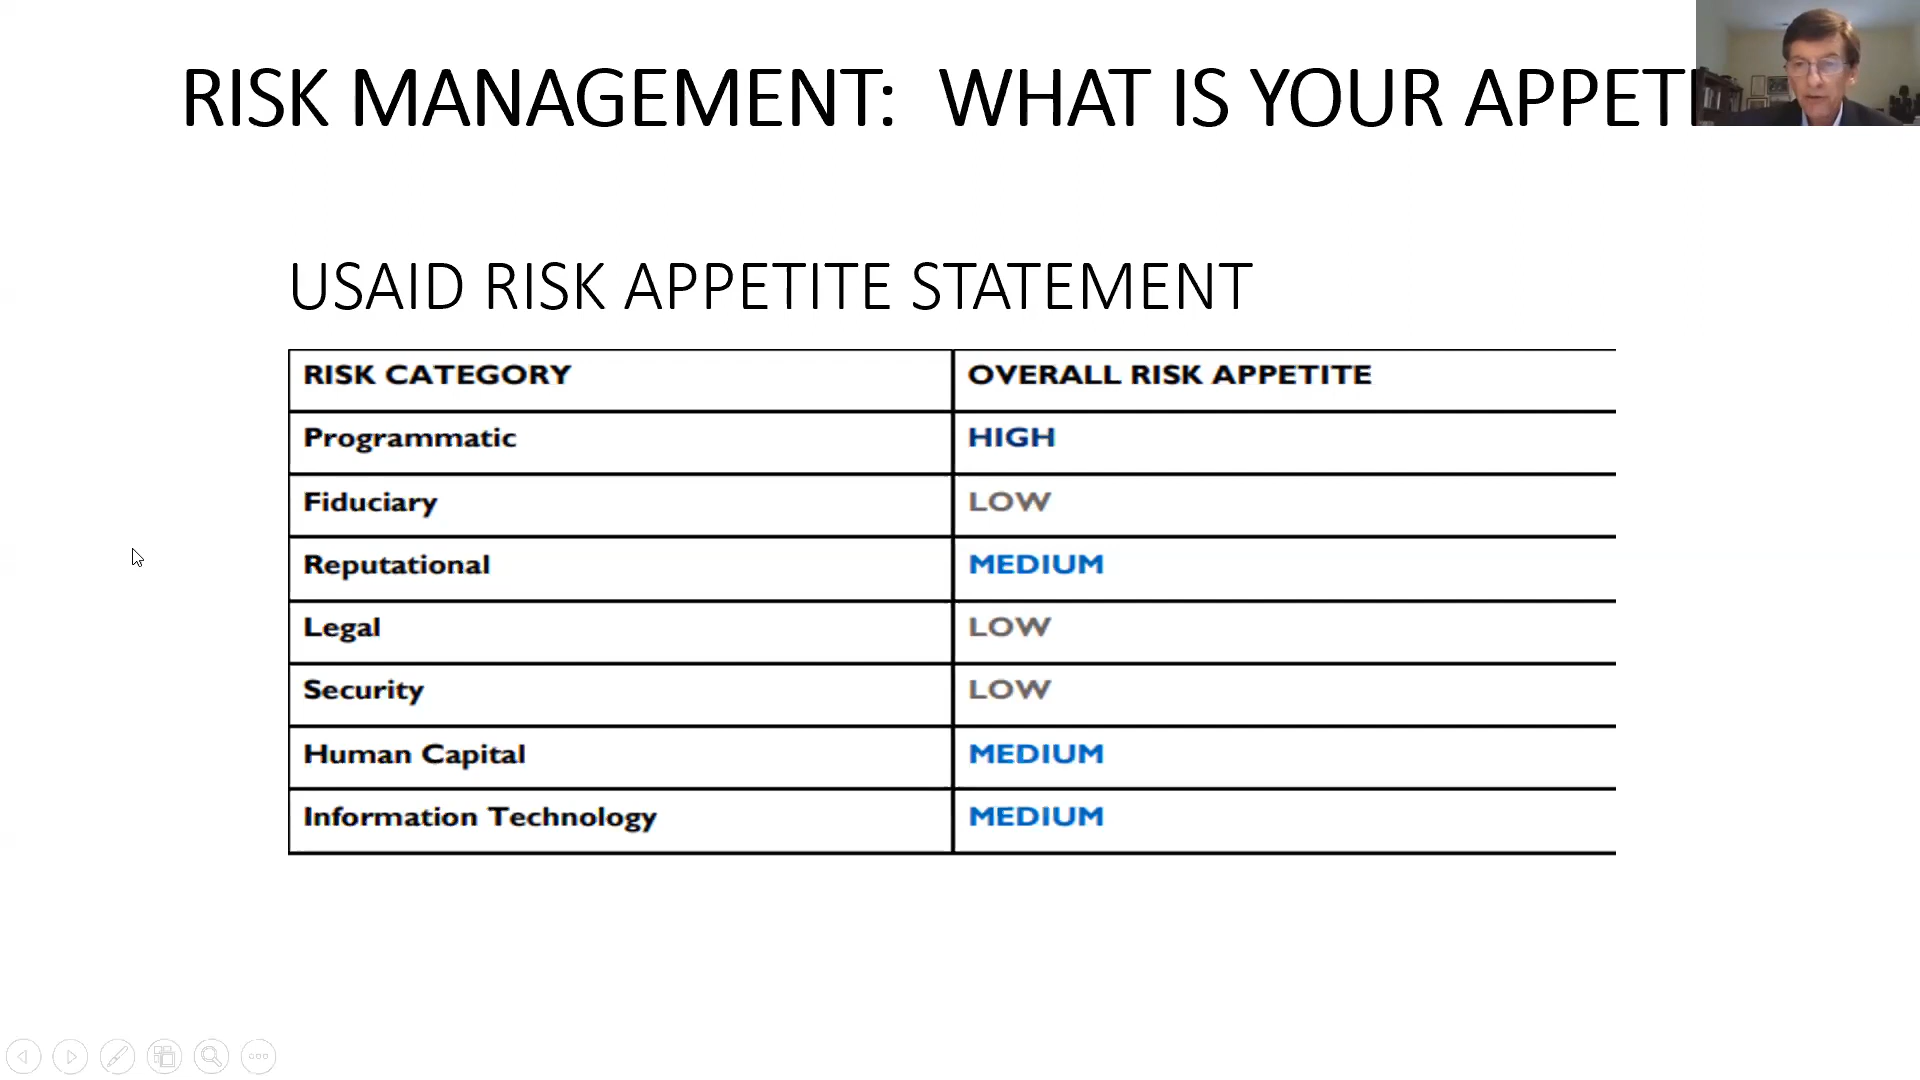 RISK MANAGEMENT: WHAT IS YOUR APPETI
USAID RISK APPETITE STATEMENT
RISK CATEGORY OVERALL RISK APPETITE
Programmatic HIGH
Fiduciary LOW
Reputational MEDIUM
Legal LOW
Security LOW
Human Capital MEDIUM
Information Technology MEDIUM